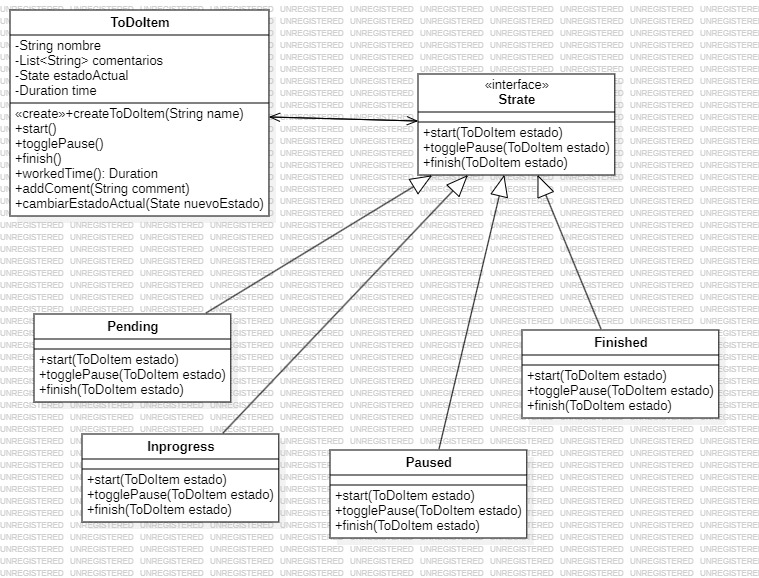 ToDoItem
-String nombre
-List<String> comentarios
-State estadoActual
-Duration time
«create»+createToDoItem(String name)
+start()
+togglePause()
+finish()
+workedTime(): Duration
+addComent(String comment)
+cambiarEstadoActual(State nuevoEstado)
«interface»
Strate
+start(ToDoItem estado)
+togglePause(ToDoItem estado)
+finish(ToDoItem estado)
Pending
+start(ToDoItem estado)
+togglePause(ToDoItem estado)
+finish(ToDoItem estado)
Finished
+start(ToDoItem estado)
+togglePause(ToDoItem estado)
+finish(ToDoItem estado)
Inprogress
+start(ToDoItem estado)
+togglePause(ToDoItem estado)
+finish(ToDoItem estado)
Paused
+start(ToDoItem estado)
+togglePause(ToDoItem estado)
+finish(ToDoItem estado)
UNREGISTERED